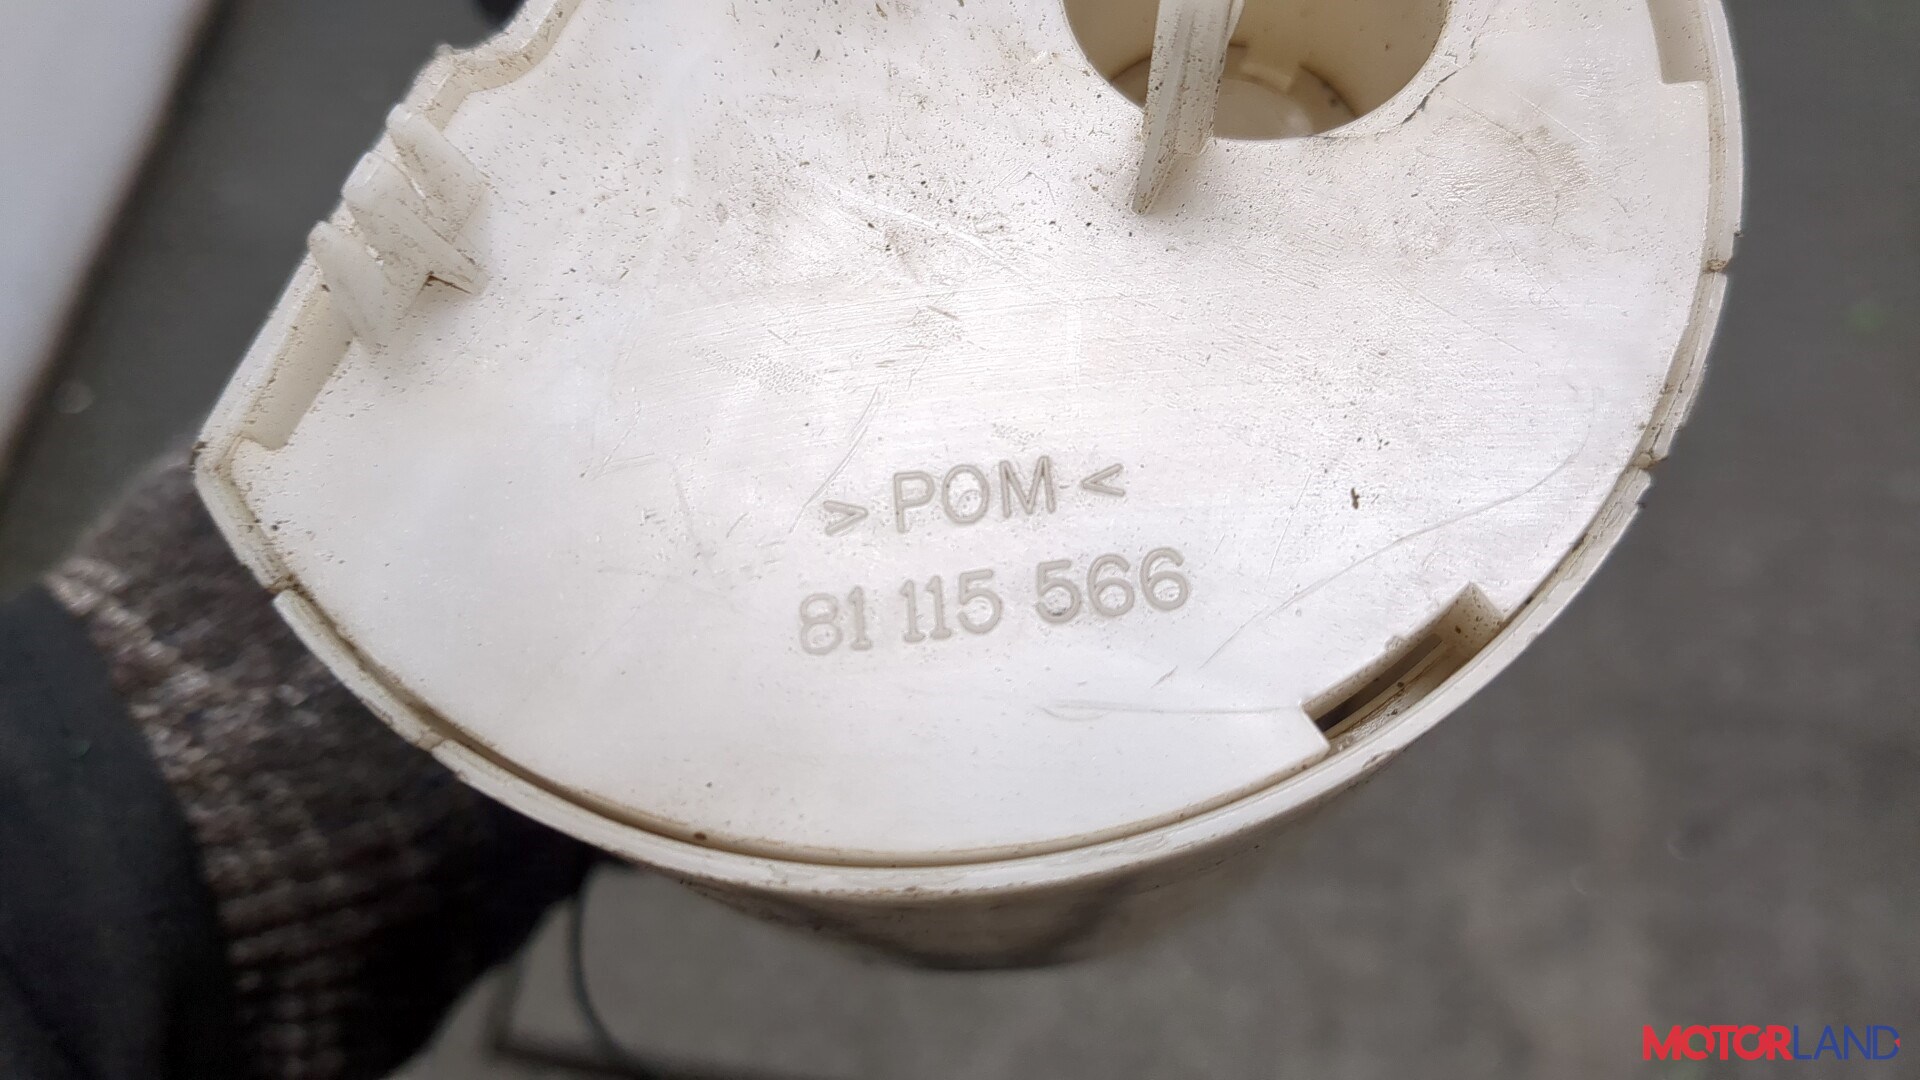 > POM <
81 115 566
MOTORLAND